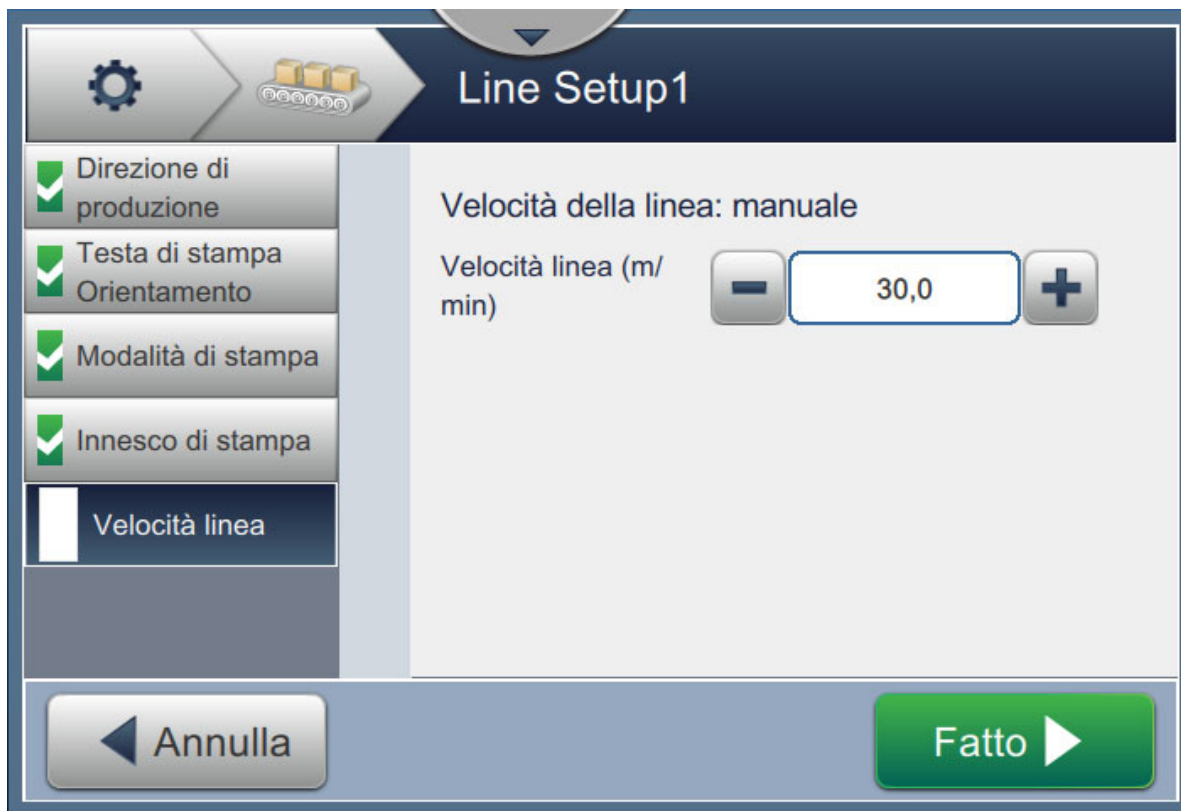 Line Setup1
Direzione di
produzione
Testa di stampa
Orientamento
Modalità di stampa
Innesco di stampa
Velocità linea
Velocità della linea: manuale
Velocità linea (m/
min)
30,0
Annulla
Fatto